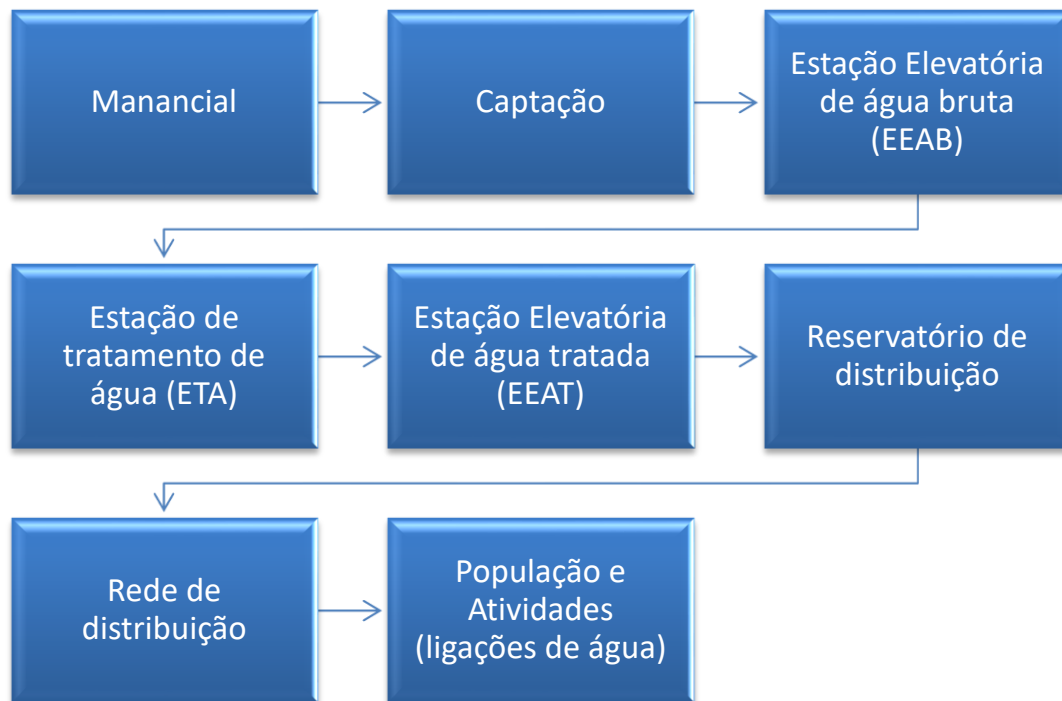 Manancial
Captação
Estação Elevatória
de água bruta
(EEAB)
Estação de
tratamento de
água (ETA)
Estação Elevatória
de água tratada
(EEAT)
Reservatório de
distribuição
Rede de
distribuição
População e
Atividades
(ligações de água)